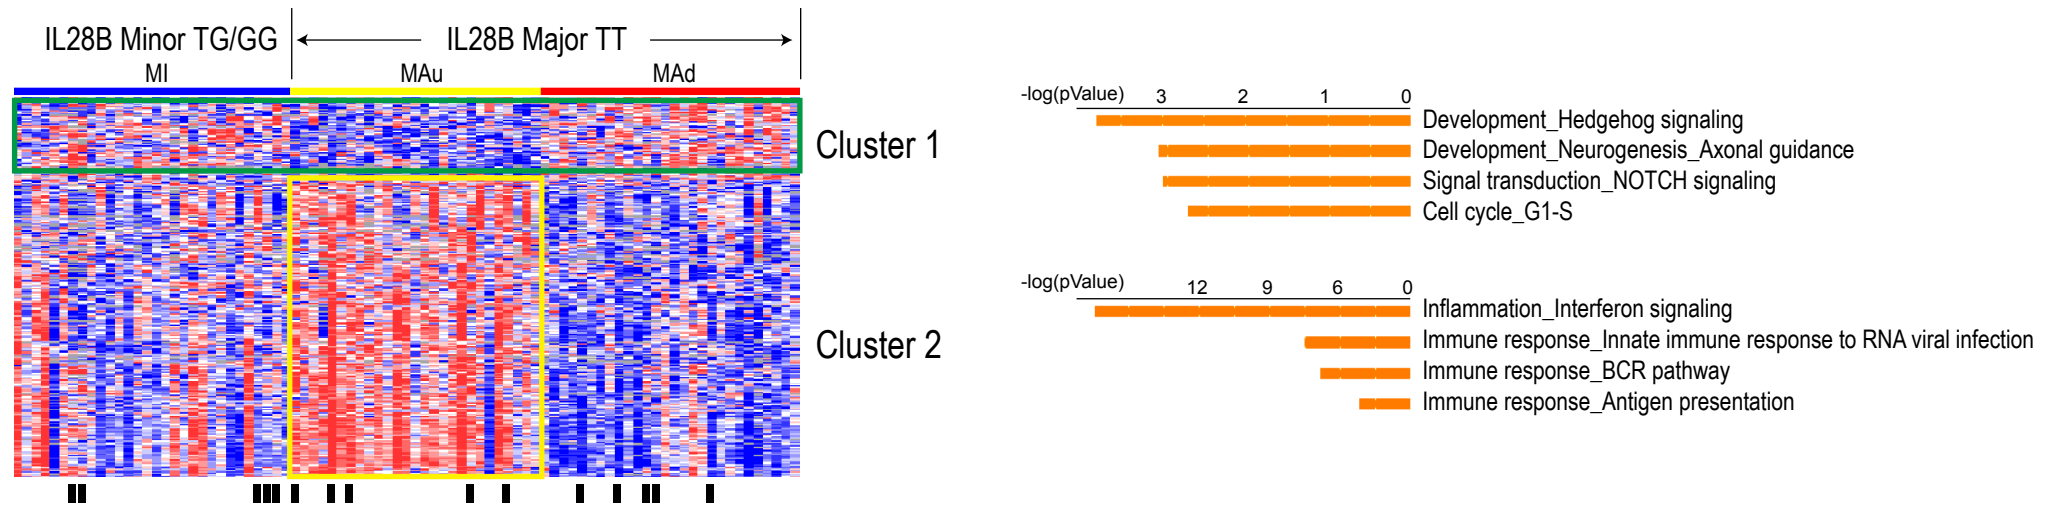 IL28B Minor TG/GG
IL28B Major TT
MI
MAu
MAd
Cluster 1
Cluster 2
-log(pValue) 3 2 1 0
Development_Hedgehog signaling
Development_Neurogenesis_Axonal guidance
Signal transduction_NOTCH signaling
Cell cycle_G1-S
-log(pValue) 12 9 6 0
Inflammation_Interferon signaling
Immune response_Innate immune response to RNA viral infection
Immune response_BCR pathway
Immune response_Antigen presentation